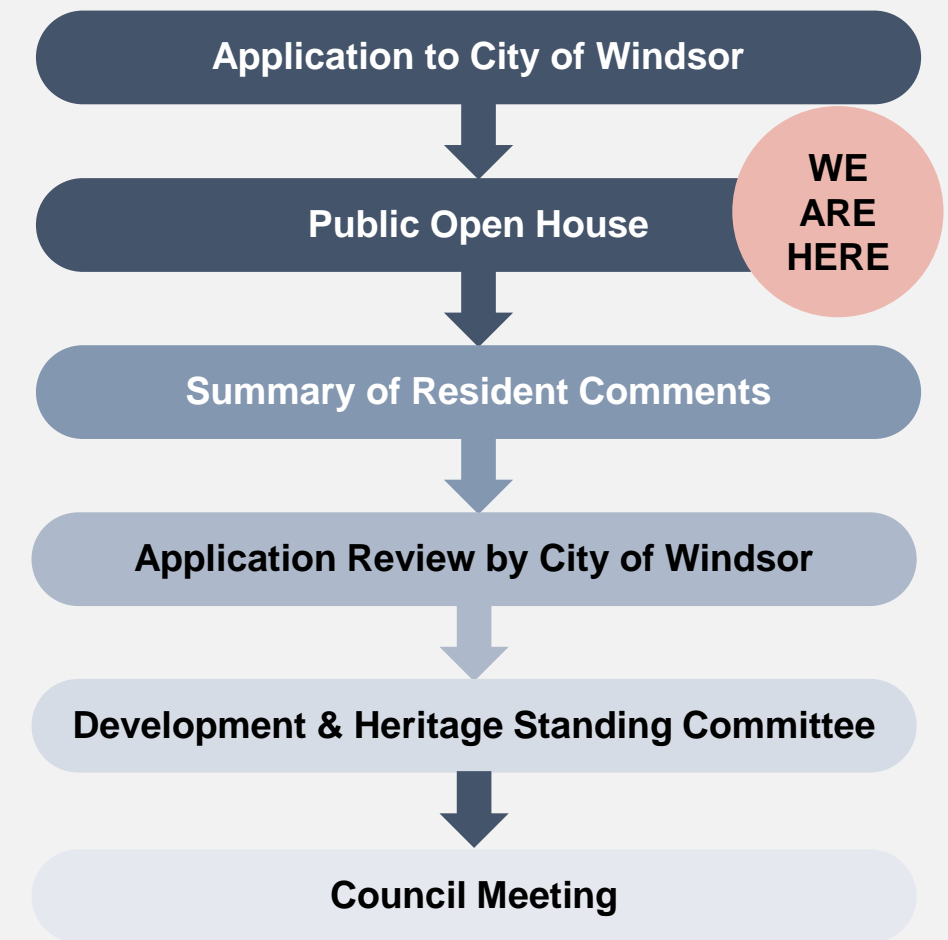 Application to City of Windsor
WE
ARE
HERE
Public Open House
Summary of Resident Comments
Application Review by City of Windsor
Development & Heritage Standing Committee
Council Meeting